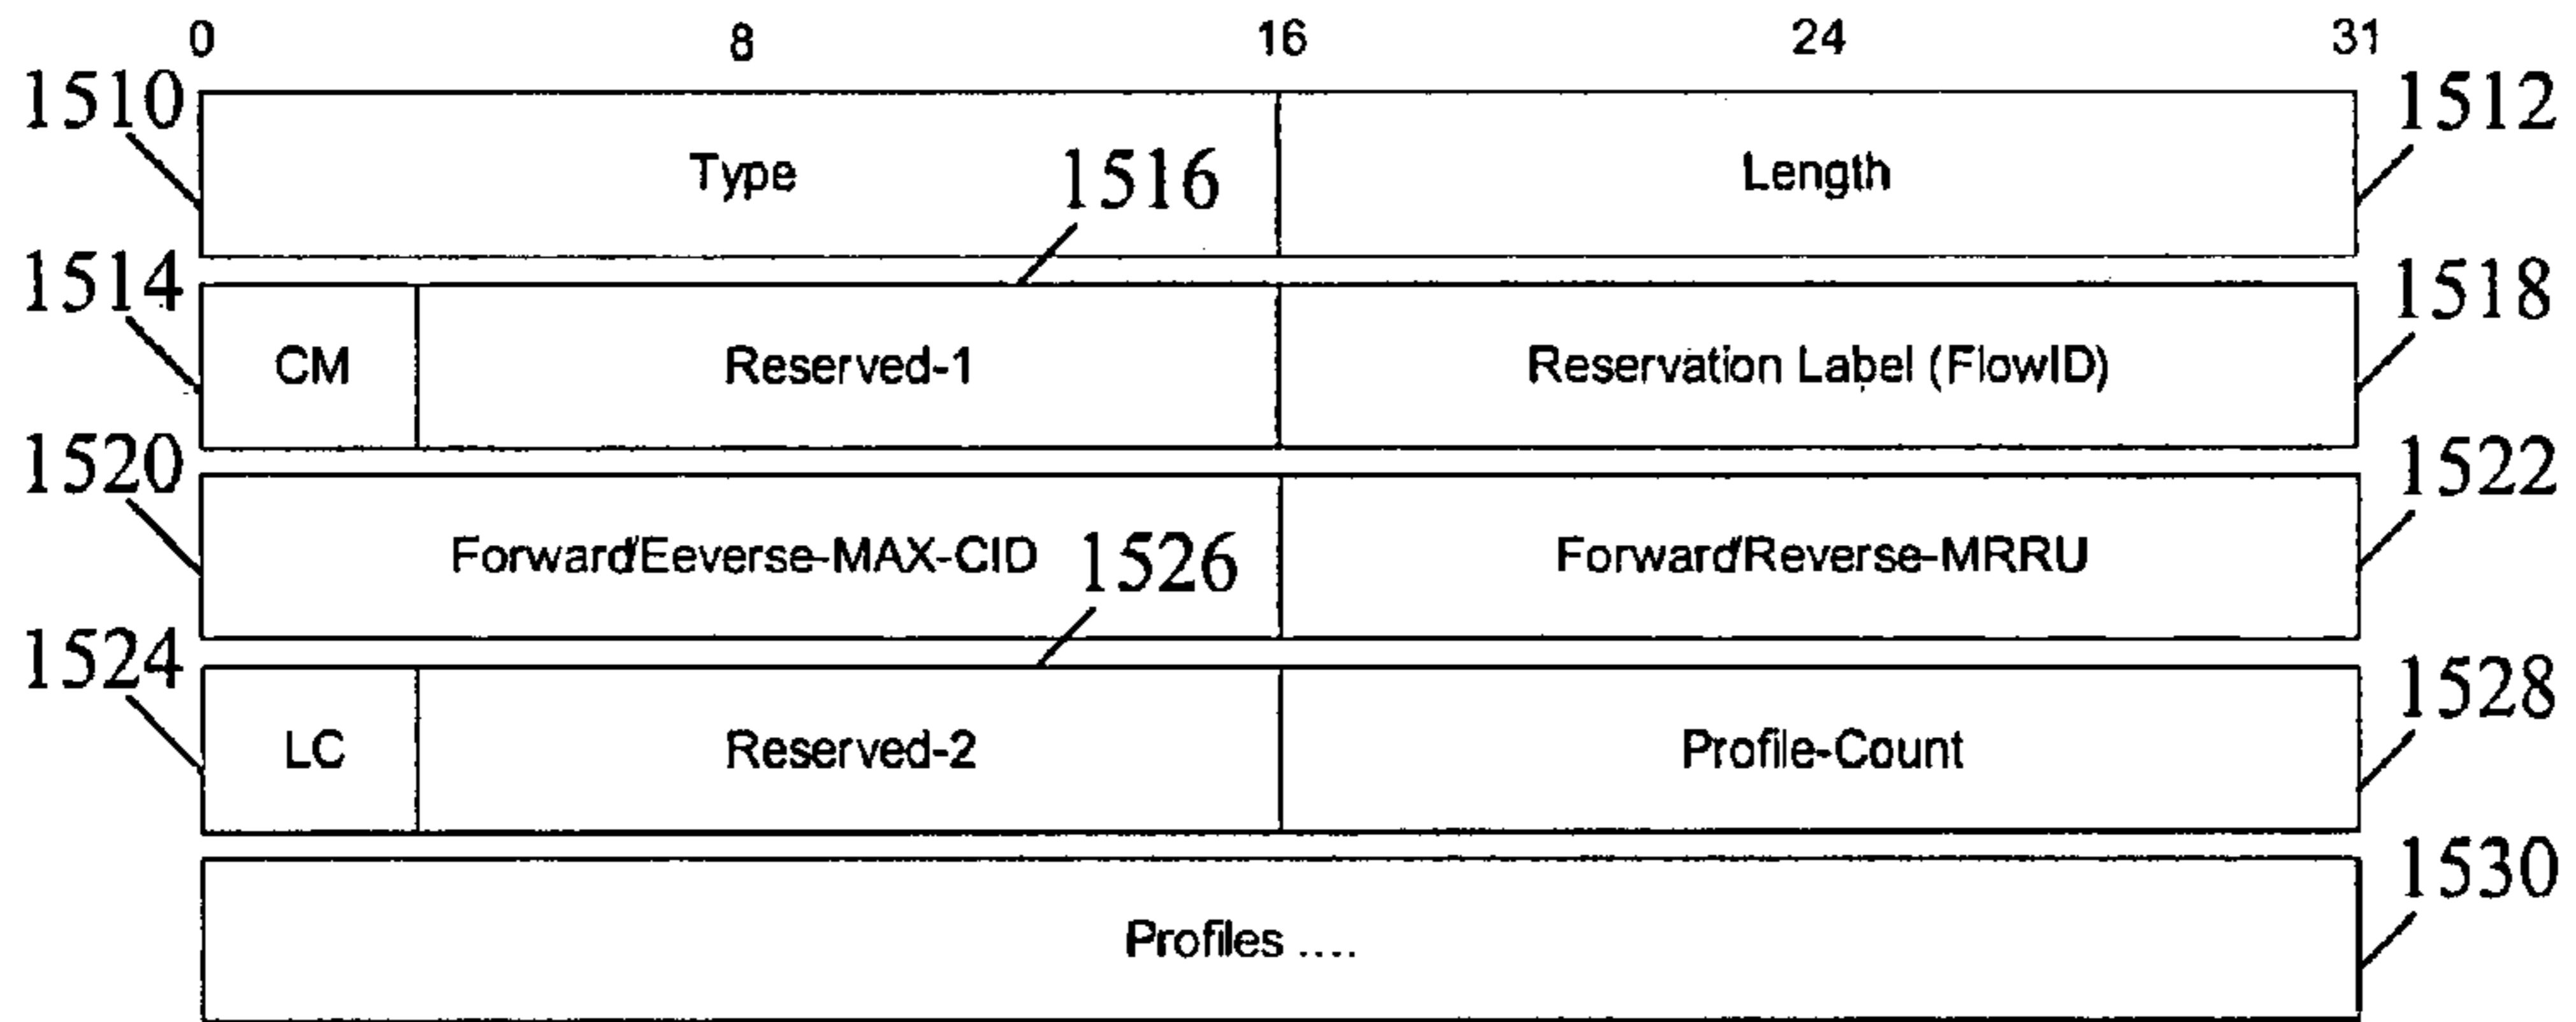 0 8 16 24 31
1510 1512
Type 1516 Length
1514 1518
CM Reserved-1 Reservation Label (FlowID)
1520 1522
Forward/Eeverse-MAX-CID 1526 Forward/Reverse-MRRU
1524 1528
LC Reserved-2 Profile-Count
1530
Profiles ....